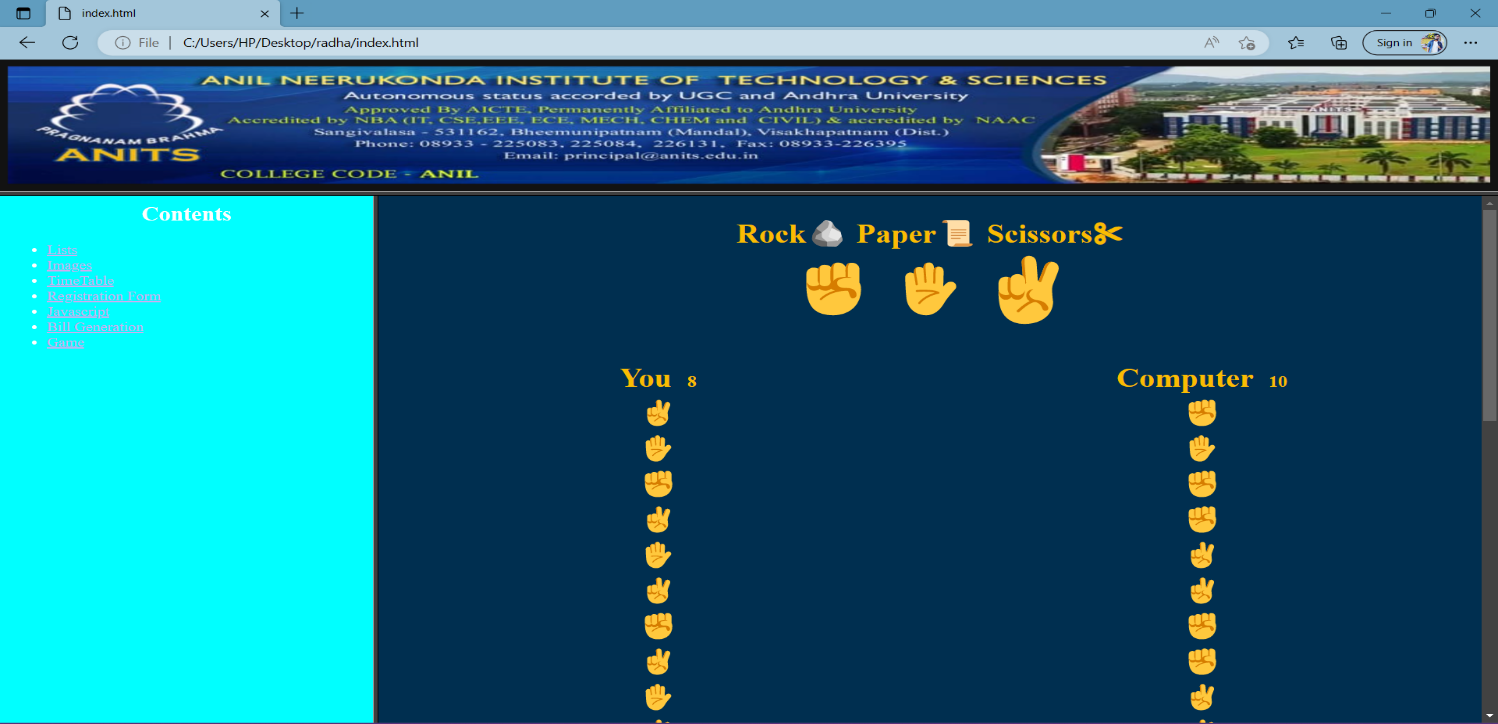 index.html
File | C:/Users/HP/Desktop/radha/index.html
Sign in
ANIL NEERUKONDA INSTITUTE OF TECHNOLOGY & SCIENCES
Autonomous status accorded by UGC and Andhra University
Approved By AICTE, Permanently Affiliated to Andhra University
Accredited by NBA (IT, CSE,EEE, ECE, MECH, CHEM and CIVIL) & accredited by NAAC
Sangivalasa - 531162, Bheemunipatnam (Mandal), Visakhapatnam (Dist.)
Phone: 08933 - 225083, 225084, 226131, Fax: 08933-226395
Email: principal@anits.edu.in
PRAGNANAM BRAHMA
ANITS
COLLEGE CODE - ANIL
Contents
Lists
Images
TimeTable
Registration Form
Javascript
Bill Generation
Game
Rock🪨 Paper📜 Scissors✂
✊ ✋ ✌
You 8
Computer 10